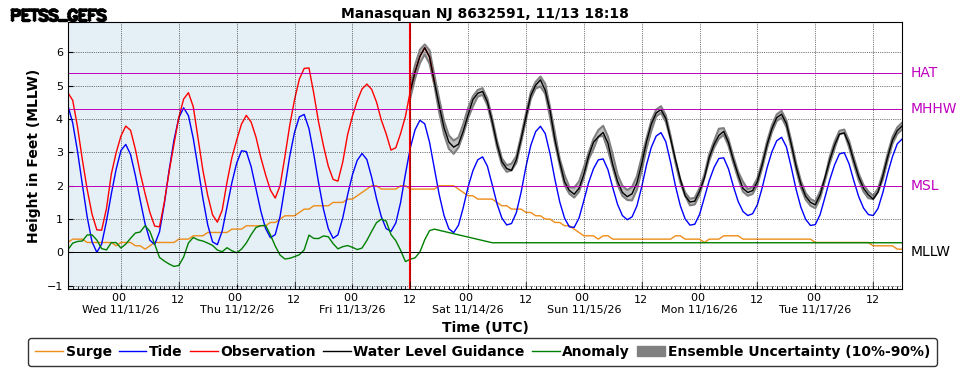 PETSS_GEFS
Manasquan NJ 8632591, 11/13 18:18
Height in Feet (MLLW)
6
5
4
3
2
1
0
−1
HAT
MHHW
MSL
MLLW
00 12 00 12 00 12 00 12 00 12 00 12 00 12
Wed 11/11/26 Thu 11/12/26 Fri 11/13/26 Sat 11/14/26 Sun 11/15/26 Mon 11/16/26 Tue 11/17/26
Time (UTC)
Surge Tide Observation Water Level Guidance Anomaly Ensemble Uncertainty (10%-90%)